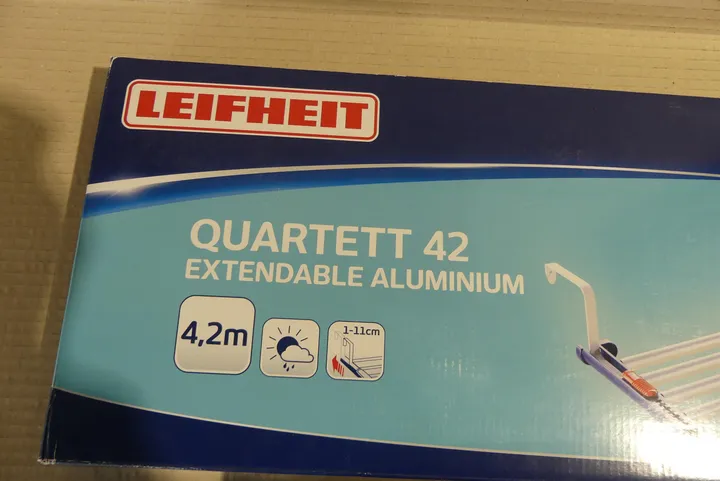 LEIFHEIT
QUARTETT 42
EXTENDABLE ALUMINIUM
4,2m
1-11cm